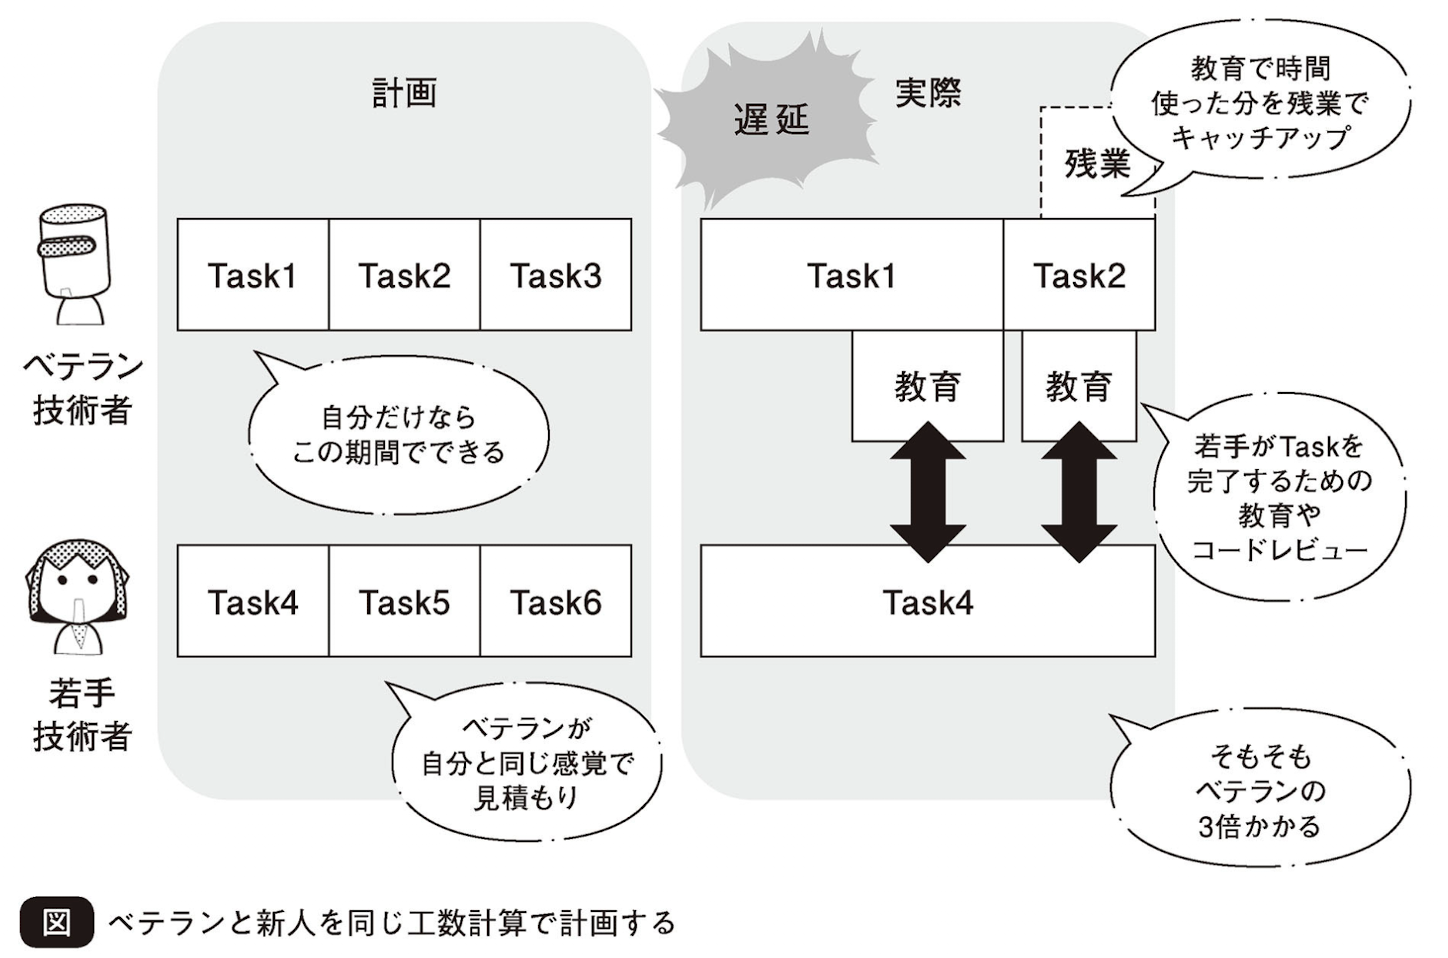 計画
遅延
実際
教育で時間
使った分を残業で
キャッチアップ
残業
Task1
Task2
Task3
Task1
Task2
ベテラン
技術者
自分だけなら
この期間でできる
教育
教育
若手がTaskを
完了するための
教育や
コードレビュー
Task4
Task5
Task6
Task4
若手
技術者
ベテランが
自分と同じ感覚で
見積もり
そもそも
ベテランの
3倍かかる
図 ベテランと新人を同じ工数計算で計画する